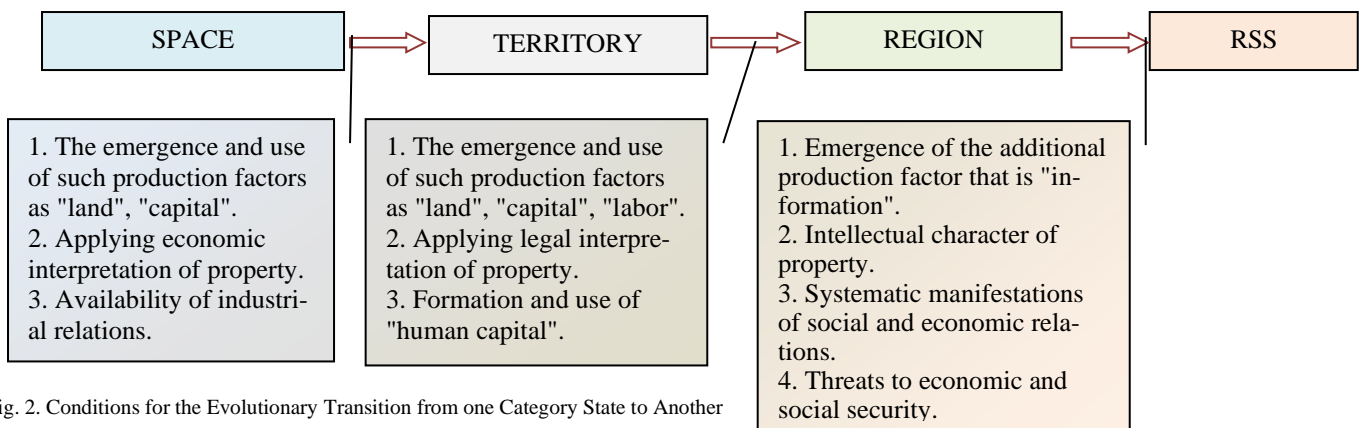 SPACE
TERRITORY
REGION
RSS
1. The emergence and use
of such production factors
as "land", "capital".
2. Applying economic
interpretation of property.
3. Availability of industri-
al relations.
1. The emergence and use
of such production factors
as "land", "capital", "labor".
2. Applying legal interpre-
tation of property.
3. Formation and use of
"human capital".
1. Emergence of the additional
production factor that is "in-
formation".
2. Intellectual character of
property.
3. Systematic manifestations
of social and economic rela-
tions.
4. Threats to economic and
social security.
ig. 2. Conditions for the Evolutionary Transition from one Category State to Another